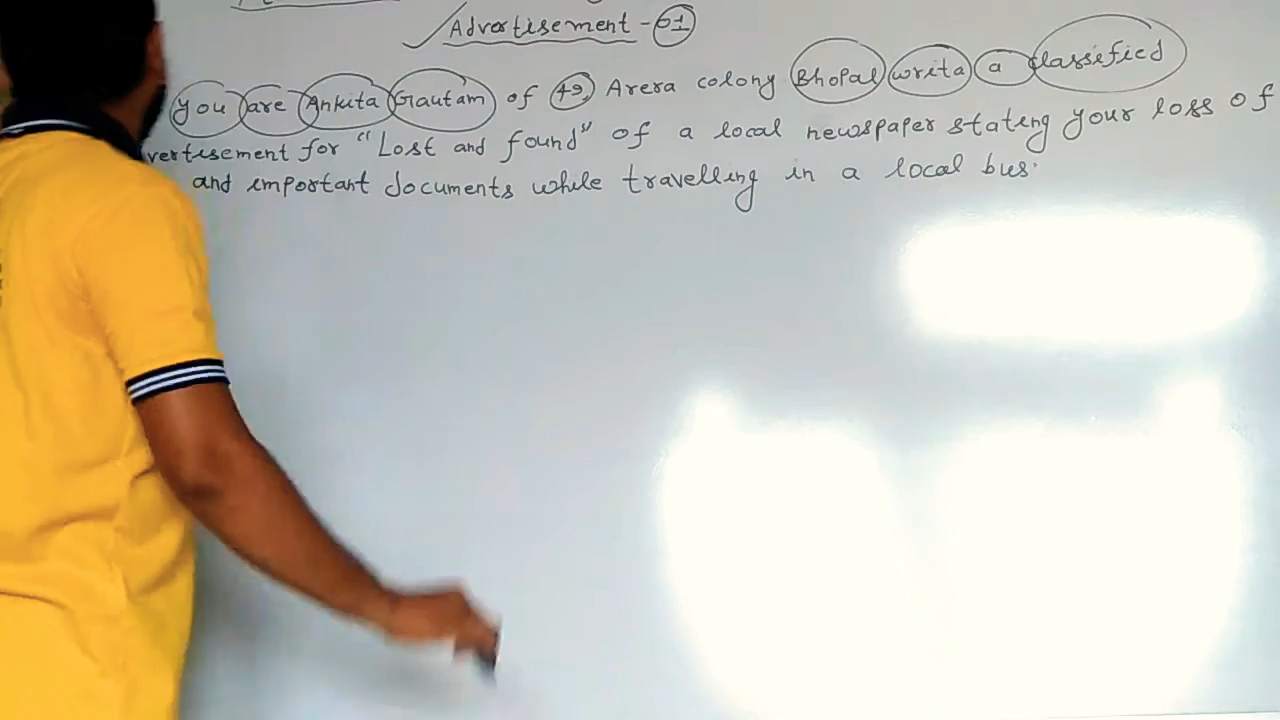 Advertisement - 01
You are Ankita Gautam of 49, Arera colony Bhopal write a classified
vertisement for "Lost and found" of a local newspaper stating your loss of
and important documents while travelling in a local bus.